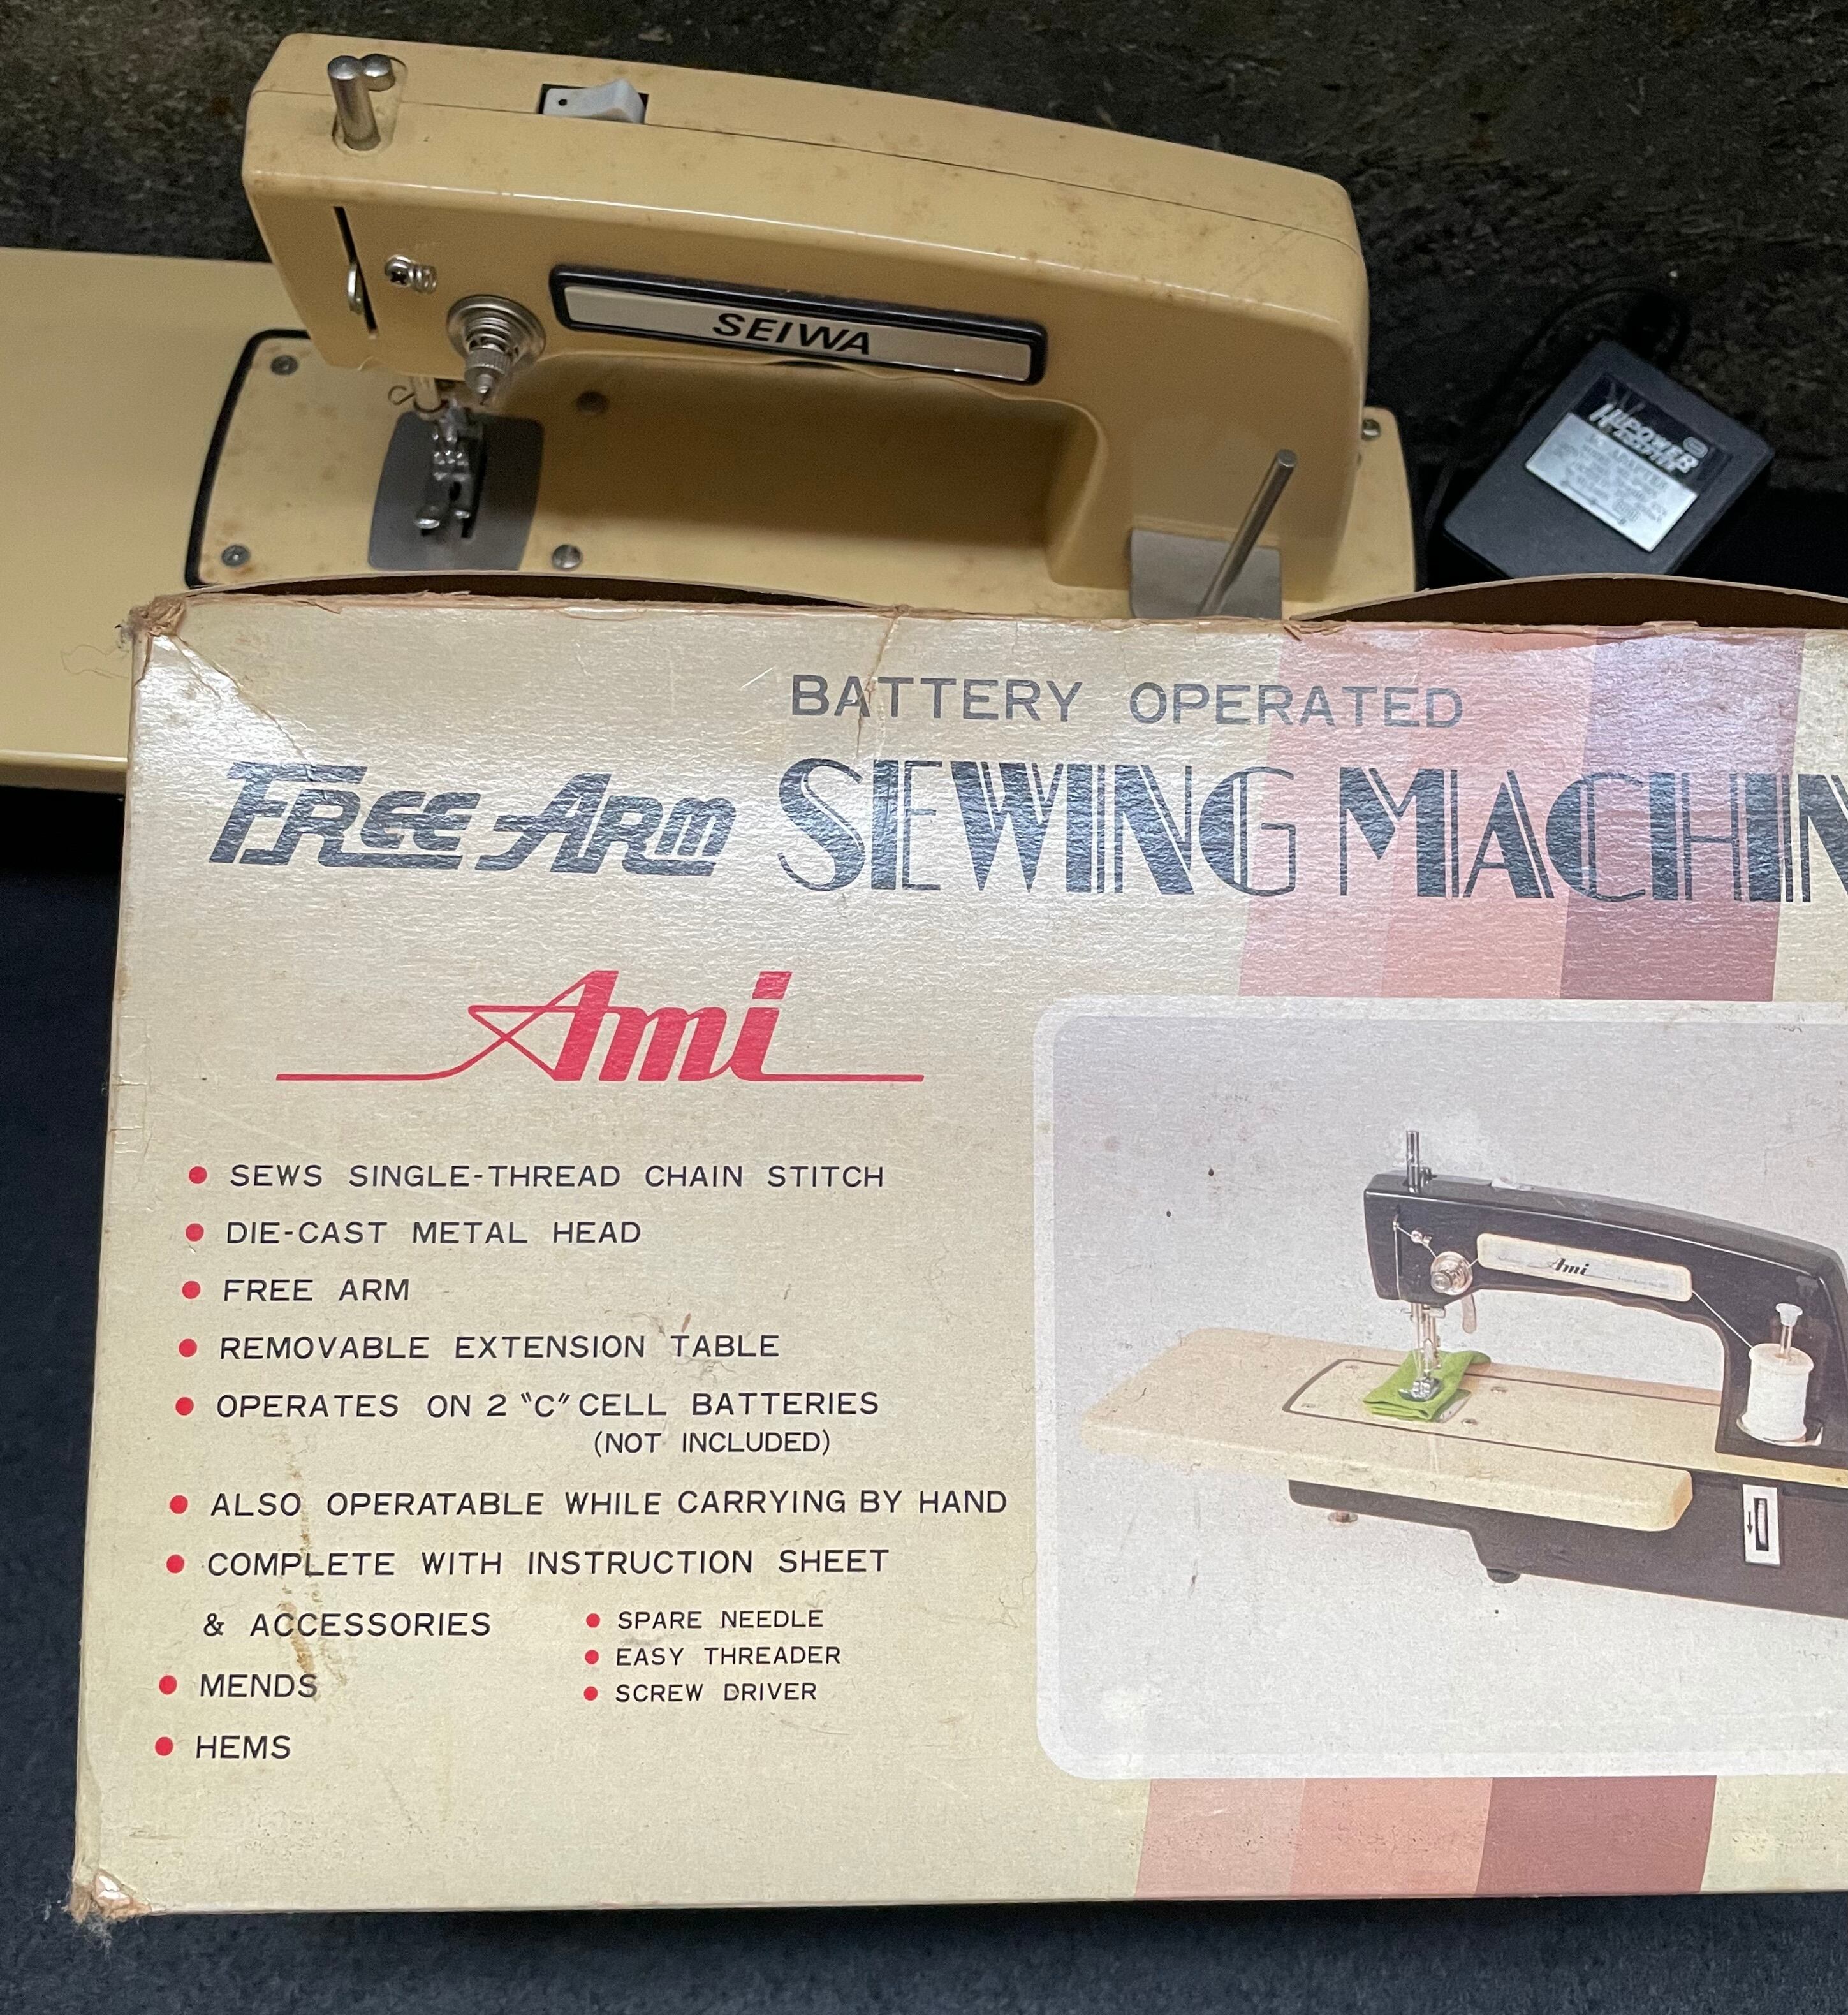 SEIWA
HIPOWER
BATTERY OPERATED
FREE ARM SEWING MACHIN
Ami
• SEWS SINGLE-THREAD CHAIN STITCH
• DIE-CAST METAL HEAD
• FREE ARM
• REMOVABLE EXTENSION TABLE
• OPERATES ON 2 "C" CELL BATTERIES
(NOT INCLUDED)
• ALSO OPERATABLE WHILE CARRYING BY HAND
• COMPLETE WITH INSTRUCTION SHEET
& ACCESSORIES
• SPARE NEEDLE
• EASY THREADER
• SCREW DRIVER
• MENDS
• HEMS
Ami